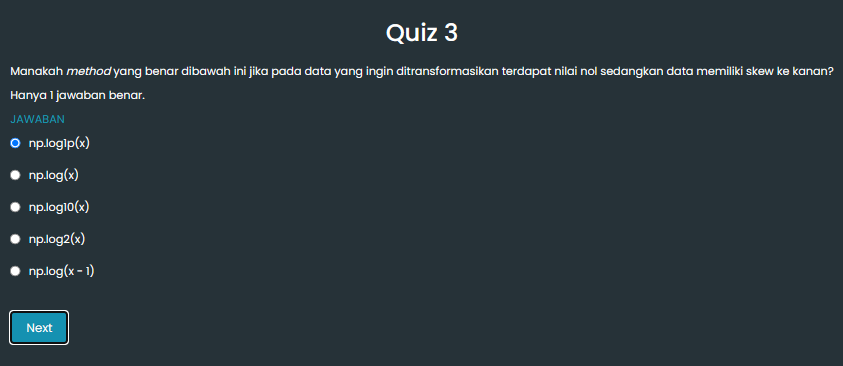 Quiz 3
Manakah method yang benar dibawah ini jika pada data yang ingin ditransformasikan terdapat nilai nol sedangkan data memiliki skew ke kanan?
Hanya 1 jawaban benar.
JAWABAN
np.log1p(x)
np.log(x)
np.log10(x)
np.log2(x)
np.log(x - 1)
Next